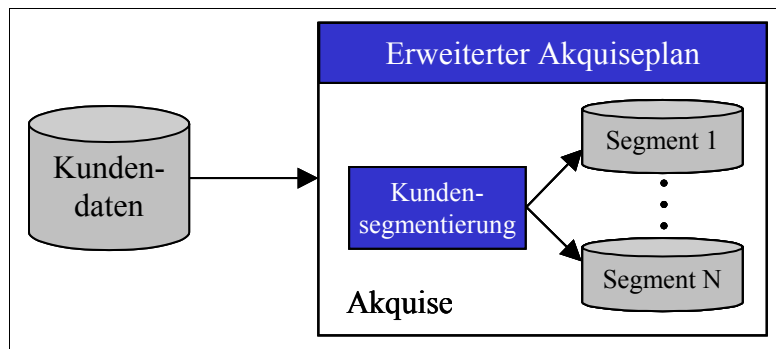 Erweiterter Akquiseplan
Kunden-
daten
Kunden-
segmentierung
Segment 1
Segment N
Akquise